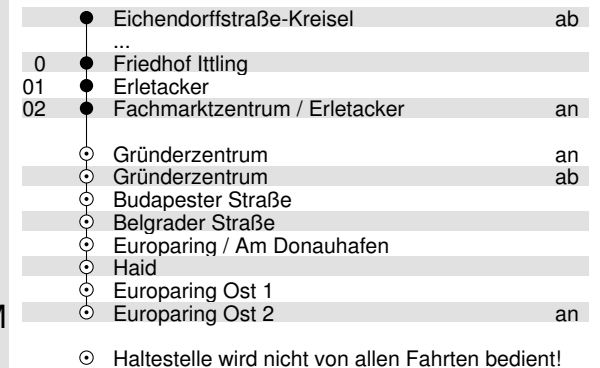 Eichendorffstraße-Kreisel ab
...
0 Friedhof Ittling
01 Erletacker
02 Fachmarktzentrum / Erletacker an
Gründerzentrum an
Gründerzentrum ab
Budapester Straße
Belgrader Straße
Europaring / Am Donauhafen
Haid
Europaring Ost 1
Europaring Ost 2 an
Haltestelle wird nicht von allen Fahrten bedient!